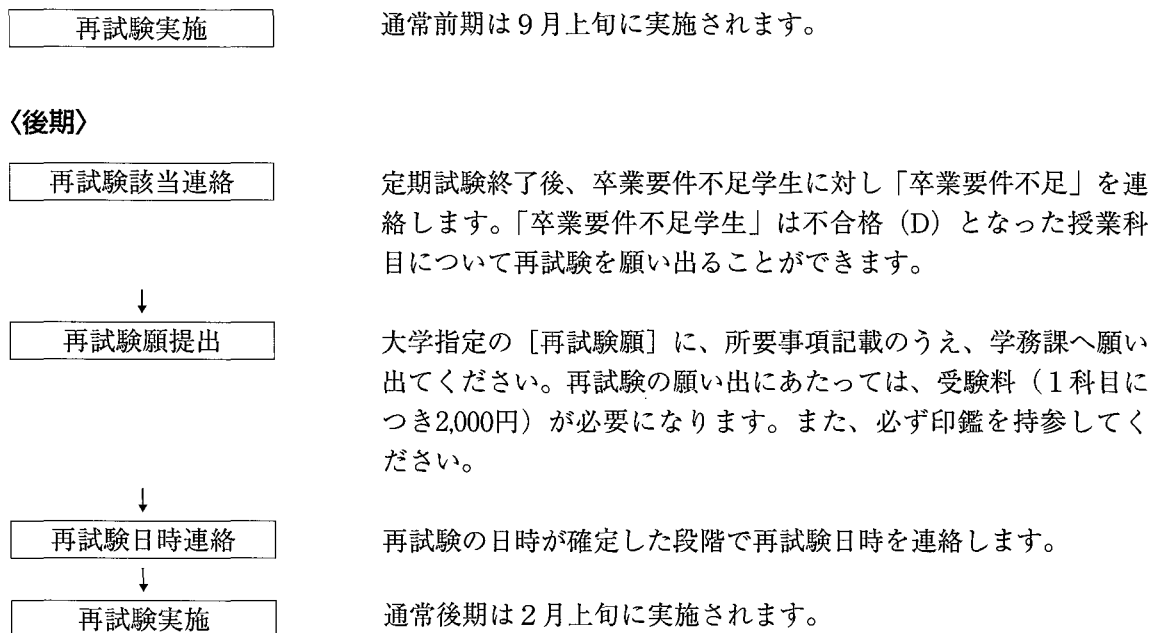 再試験実施
通常前期は9月上旬に実施されます。
〈後期〉
再試験該当連絡
定期試験終了後、卒業要件不足学生に対し「卒業要件不足」を連
絡します。「卒業要件不足学生」は不合格（D）となった授業科
目について再試験を願い出ることができます。
↓
再試験願提出
大学指定の［再試験願］に、所要事項記載のうえ、学務課へ願い
出てください。再試験の願い出にあたっては、受験料（1科目に
つき2,000円）が必要になります。また、必ず印鑑を持参してく
ださい。
↓
再試験日時連絡
再試験の日時が確定した段階で再試験日時を連絡します。
↓
再試験実施
通常後期は2月上旬に実施されます。